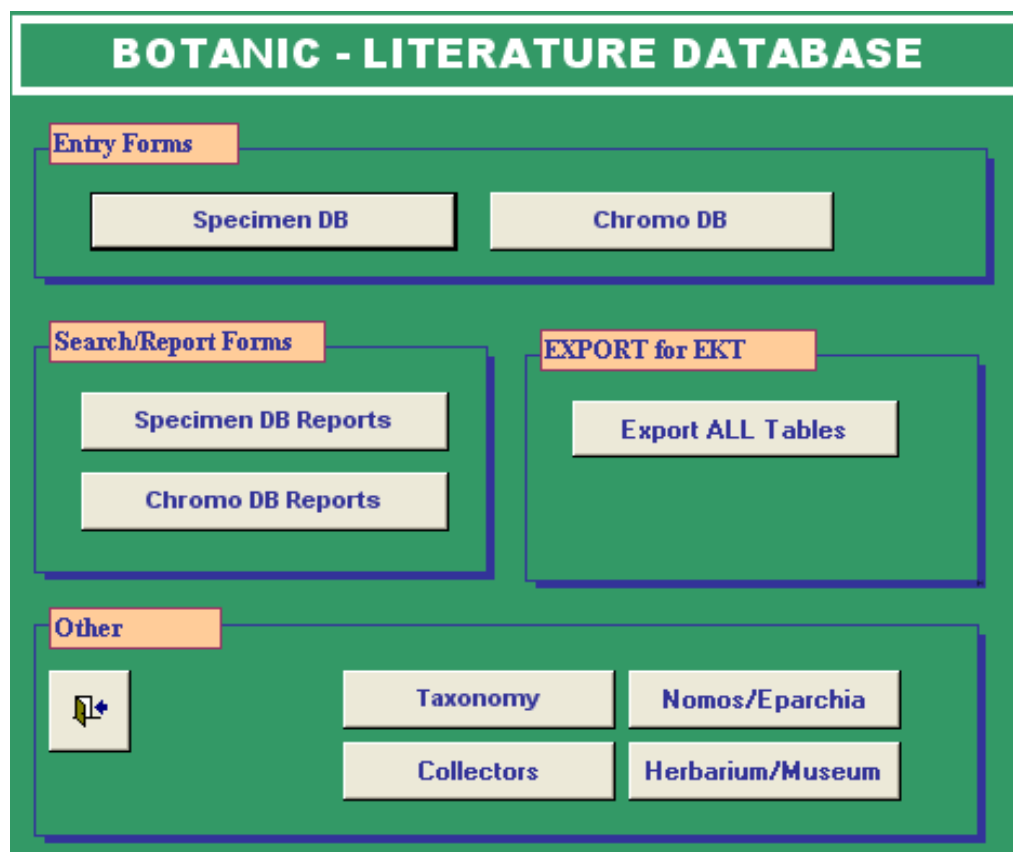 BOTANIC - LITERATURE DATABASE
Entry Forms
Specimen DB
Chromo DB
Search/Report Forms
Specimen DB Reports
Chromo DB Reports
EXPORT for EKT
Export ALL Tables
Other
Taxonomy
Nomos/Eparchia
Collectors
Herbarium/Museum